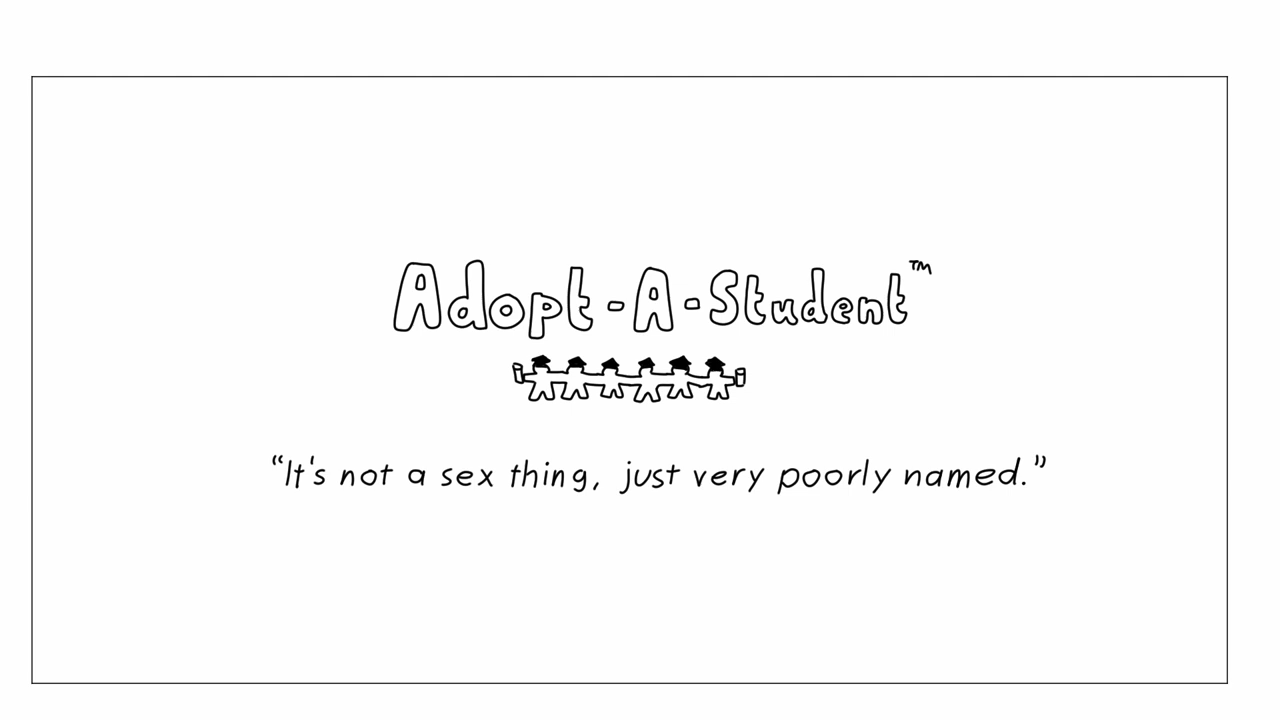 Adopt-A-Student™
“It's not a sex thing, just very poorly named.”